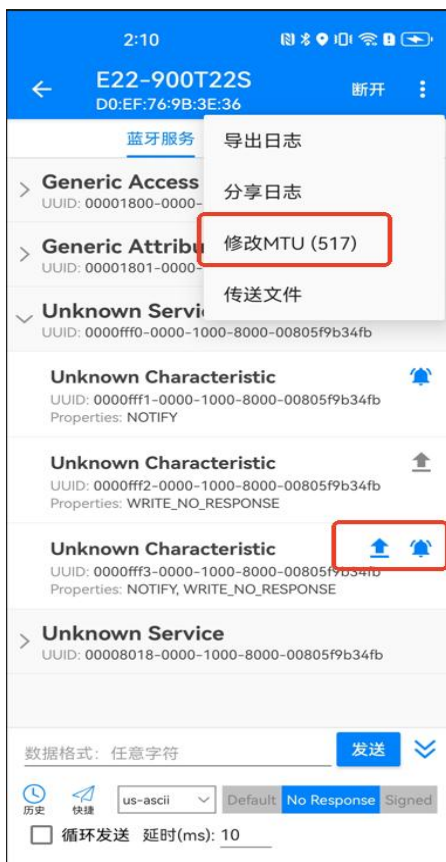 2:10
E22-900T22S
D0:EF:76:9B:3E:36
断开
蓝牙服务
导出日志
分享日志
修改MTU (517)
传送文件
Generic Access
UUID: 00001800-0000-
Generic Attribu
UUID: 00001801-0000-
Unknown Servi
UUID: 0000fff0-0000-1000-8000-00805f9b34fb
Unknown Characteristic
UUID: 0000fff1-0000-1000-8000-00805f9b34fb
Properties: NOTIFY
Unknown Characteristic
UUID: 0000fff2-0000-1000-8000-00805f9b34fb
Properties: WRITE_NO_RESPONSE
Unknown Characteristic
UUID: 0000fff3-0000-1000-8000-00805f9b34fb
Properties: NOTIFY, WRITE_NO_RESPONSE
Unknown Service
UUID: 00008018-0000-1000-8000-00805f9b34fb
数据格式: 任意字符
发送
历史 快捷 us-ascii Default No Response Signed
循环发送 延时(ms): 10